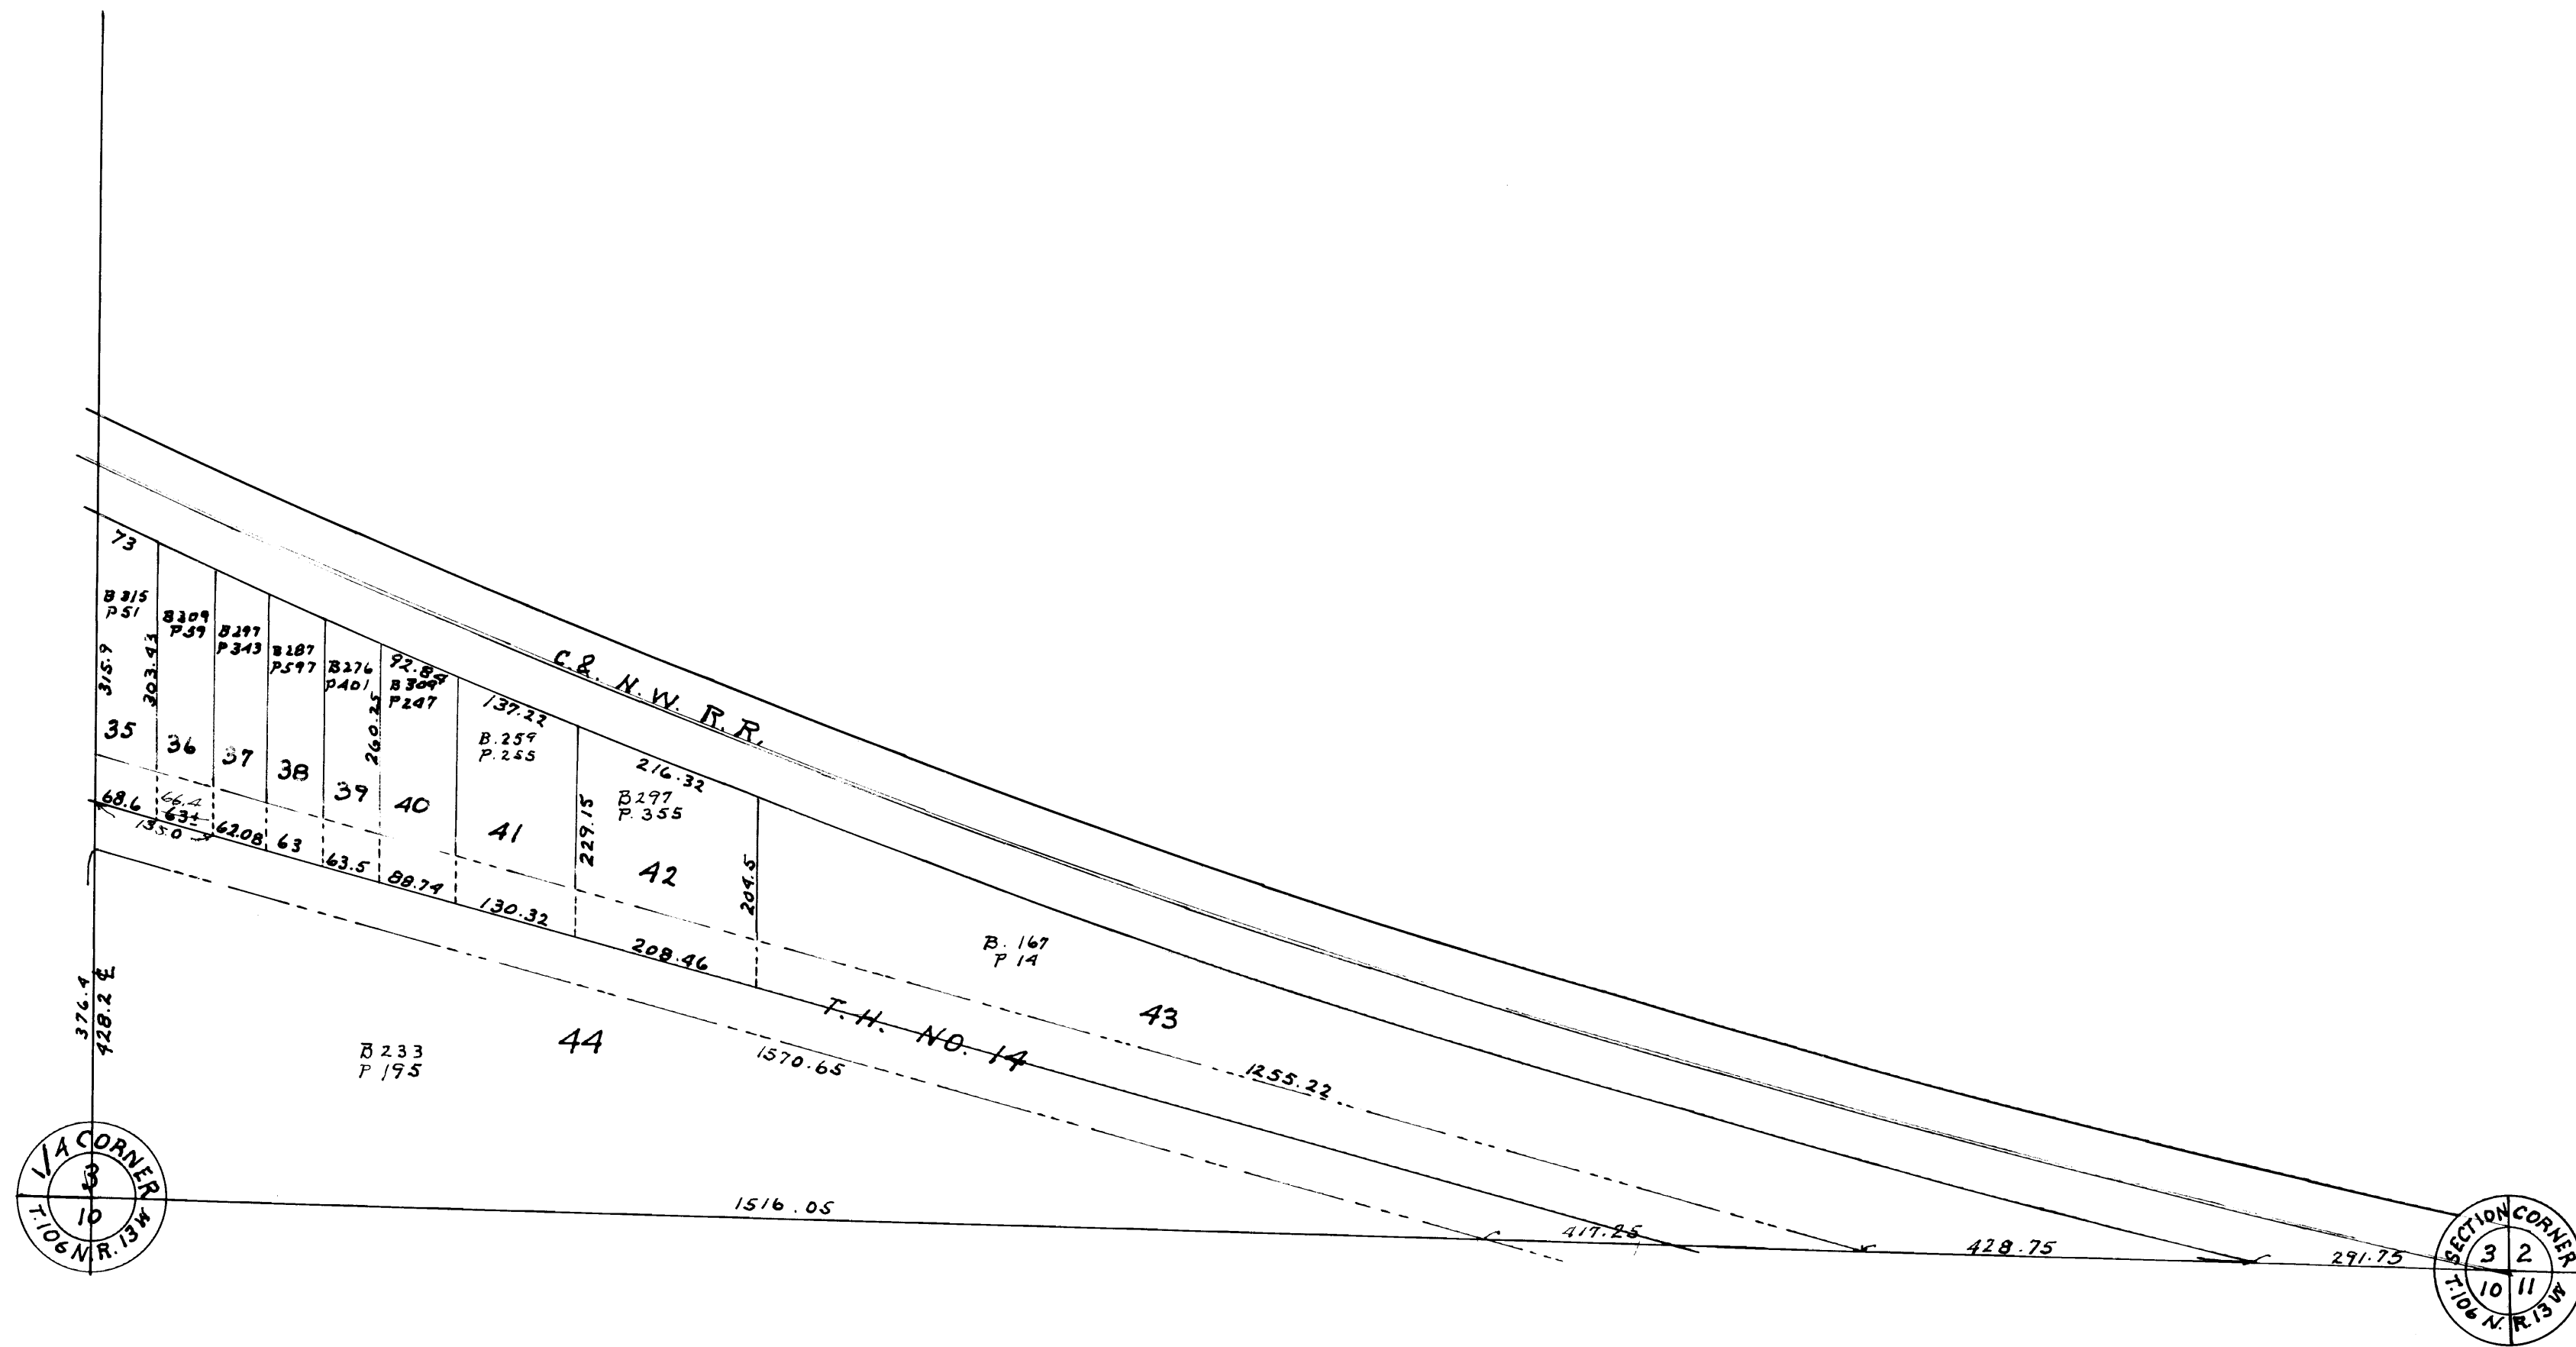 C. & N. W. R. R.
73
B 315
P 51
315.9
303.43
35
B 309
P 59
36
B 297
P 343
37
B 287
P 597
38
B 276
P 401
39
260.25
92.84
B 309
P 247
40
137.22
B. 259
P. 255
41
229.15
216.32
B 297
P. 355
42
204.5
B. 167
P 14
43
68.6
66.4
63±
135.0
62.08
63
63.5
88.74
130.32
208.46
T. H. NO. 14
1255.22
1570.65
376.4
428.2 ℄
B 233
P 195
44
1/4 CORNER
3
10
T. 106 N. R. 13 W
1516.05
417.25
428.75
291.75
SECTION CORNER
3 2
10 11
T. 106 N. R. 13 W